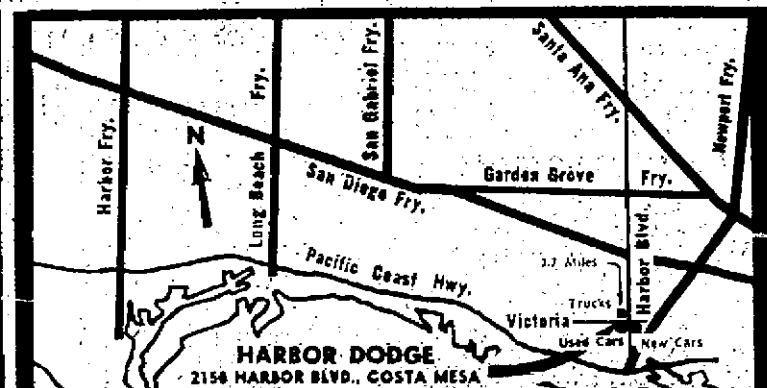 Harbor Fry.
Long Beach Fry.
San Gabriel Fry.
Santa Ana Fry.
Newport Fry.
N
San Diego Fry.
Garden Grove Fry.
Harbor Blvd.
Pacific Coast Hwy.
Miles
Trucks
Victoria
Used Cars New Cars
HARBOR DODGE
HARBOR BLVD., COSTA MESA